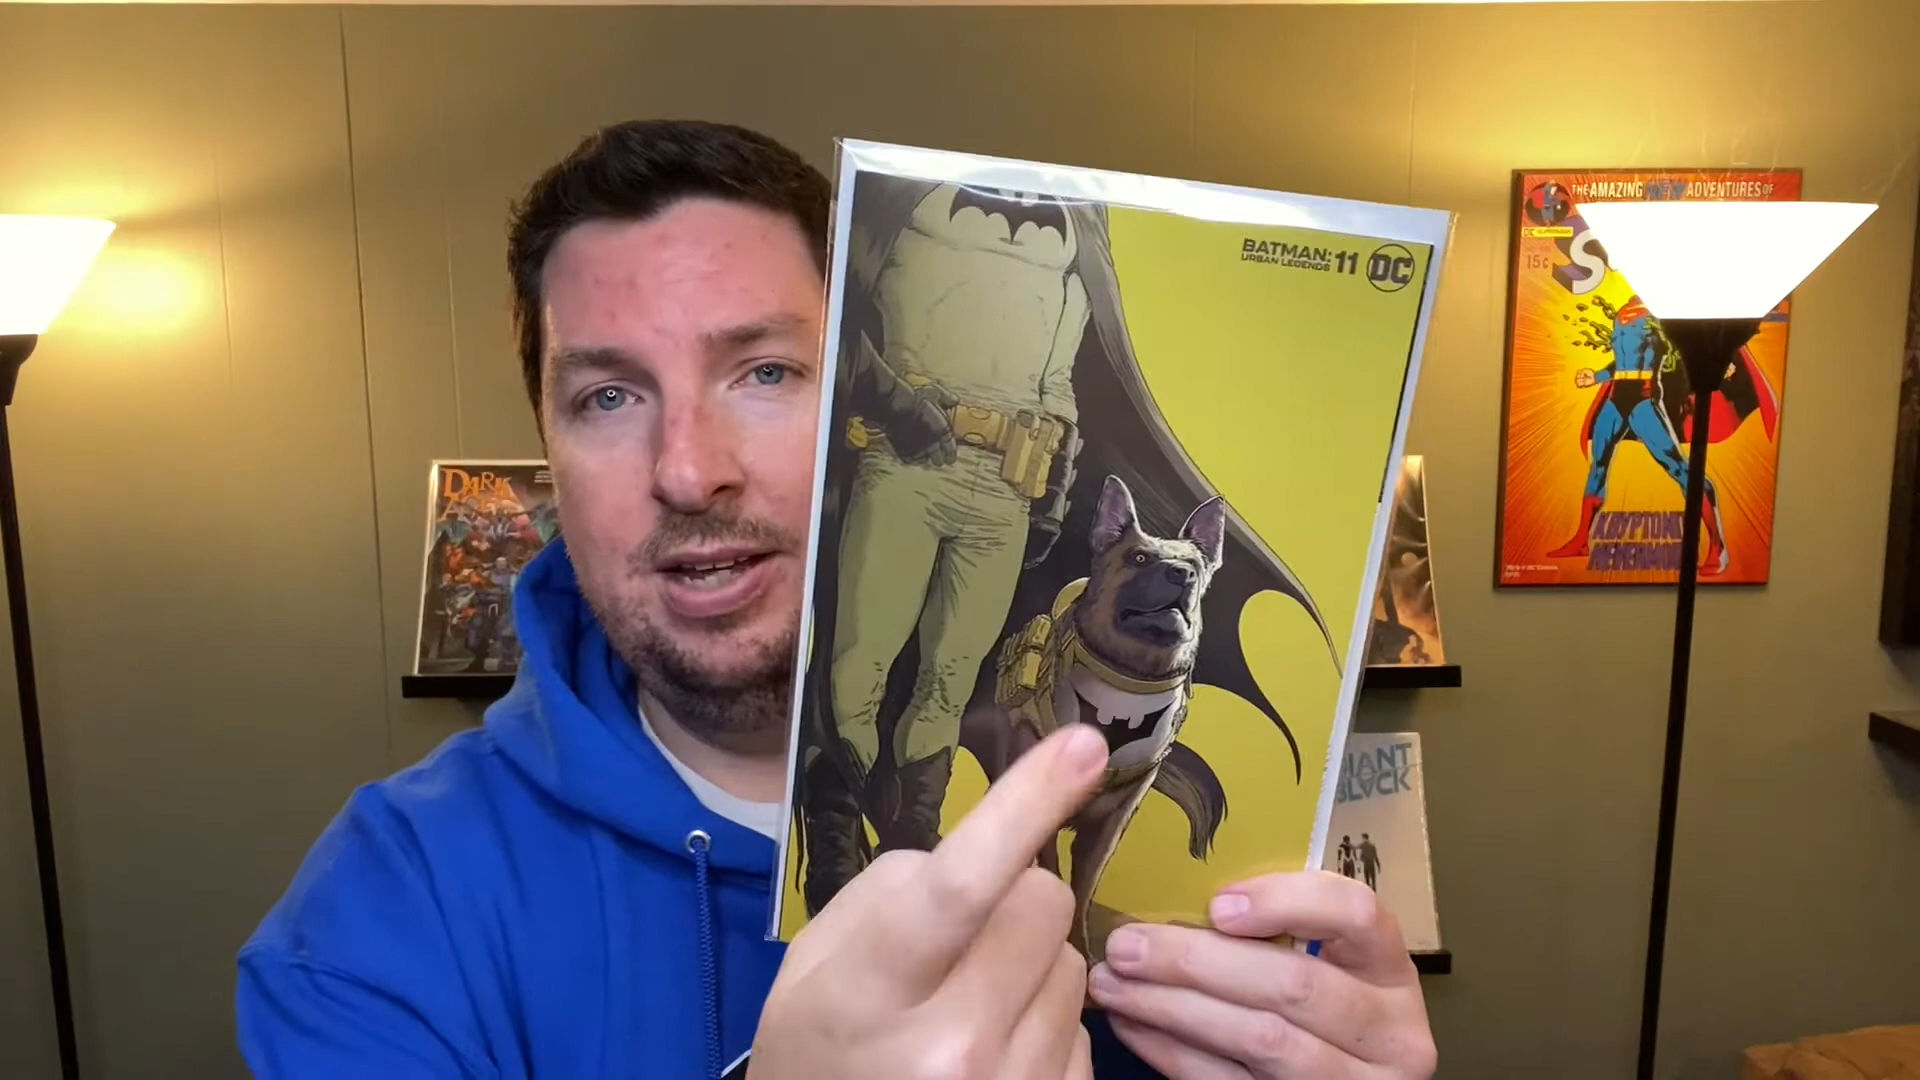 BATMAN:
URBAN LEGENDS
11
DC
THE AMAZING NEW ADVENTURES OF
15¢
KRYPTONITE
NEVERMORE
DARK
GIANT
BLACK